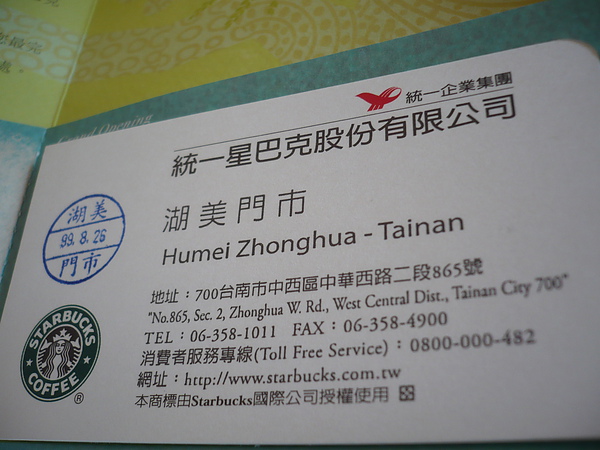 Grand Opening
統一企業集團
統一星巴克股份有限公司
湖美門市
Humei Zhonghua - Tainan
湖美
99.8.26
門市
地址：700台南市中西區中華西路二段865號
"No.865, Sec. 2, Zhonghua W. Rd., West Central Dist., Tainan City 700"
TEL：06-358-1011 FAX：06-358-4900
消費者服務專線(Toll Free Service)：0800-000-482
網址：http://www.starbucks.com.tw
本商標由Starbucks國際公司授權使用
STARBUCKS
COFFEE
®